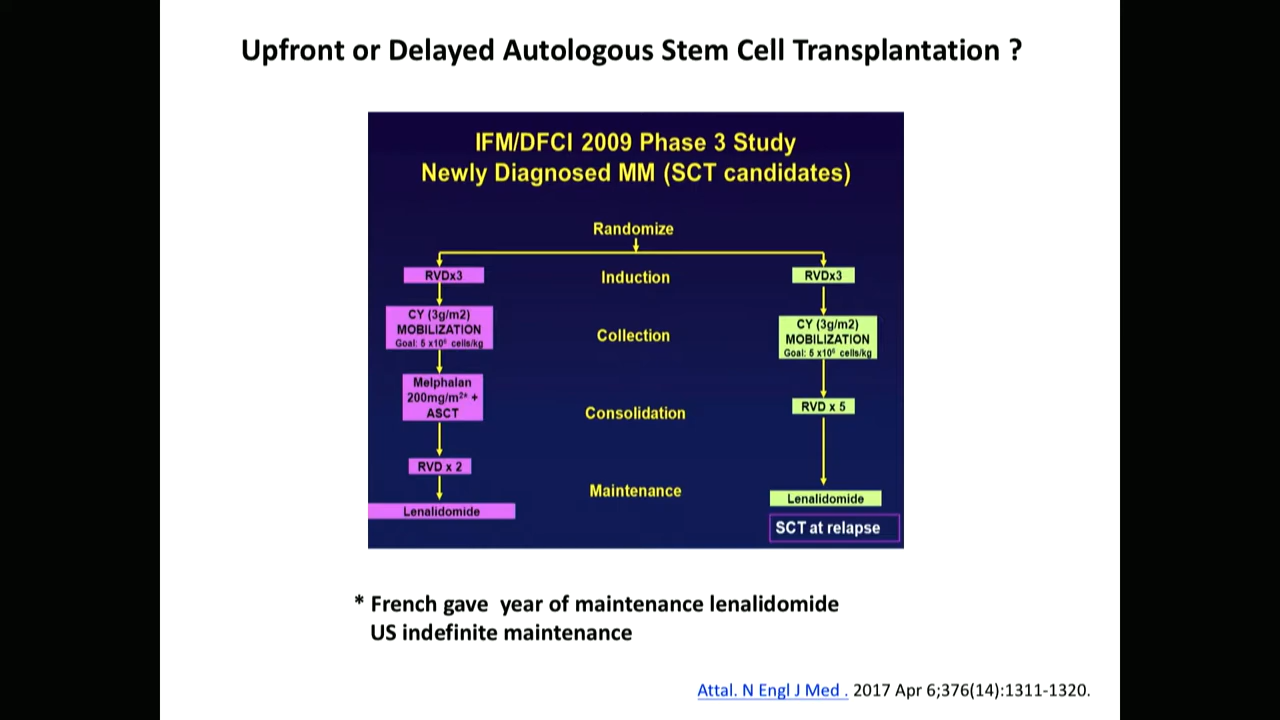 Upfront or Delayed Autologous Stem Cell Transplantation ?
IFM/DFCI 2009 Phase 3 Study
Newly Diagnosed MM (SCT candidates)
Randomize
RVDx3
Induction
RVDx3
CY (3g/m2)
MOBILIZATION
Goal: 5 x10⁶ cells/kg
Collection
CY (3g/m2)
MOBILIZATION
Goal: 5 x10⁶ cells/kg
Melphalan
200mg/m²* +
ASCT
Consolidation
RVD x 5
RVD x 2
Maintenance
Lenalidomide
Lenalidomide
SCT at relapse
* French gave  year of maintenance lenalidomide
US indefinite maintenance
Attal. N Engl J Med . 2017 Apr 6;376(14):1311-1320.